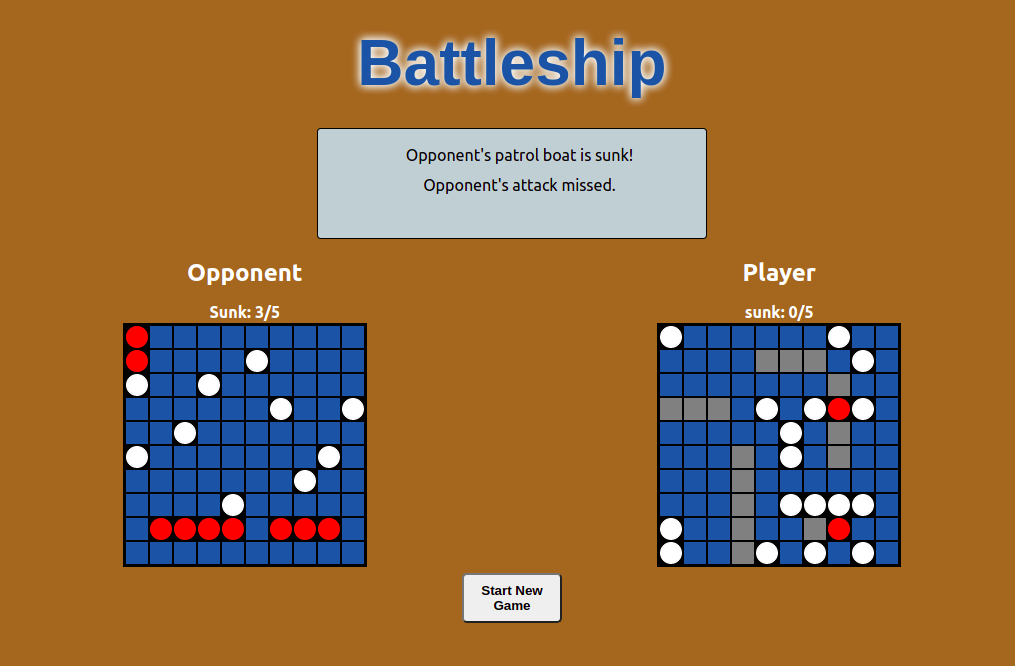 Battleship
Opponent's patrol boat is sunk!
Opponent's attack missed.
Opponent
Player
Sunk: 3/5
sunk: 0/5
Start New
Game